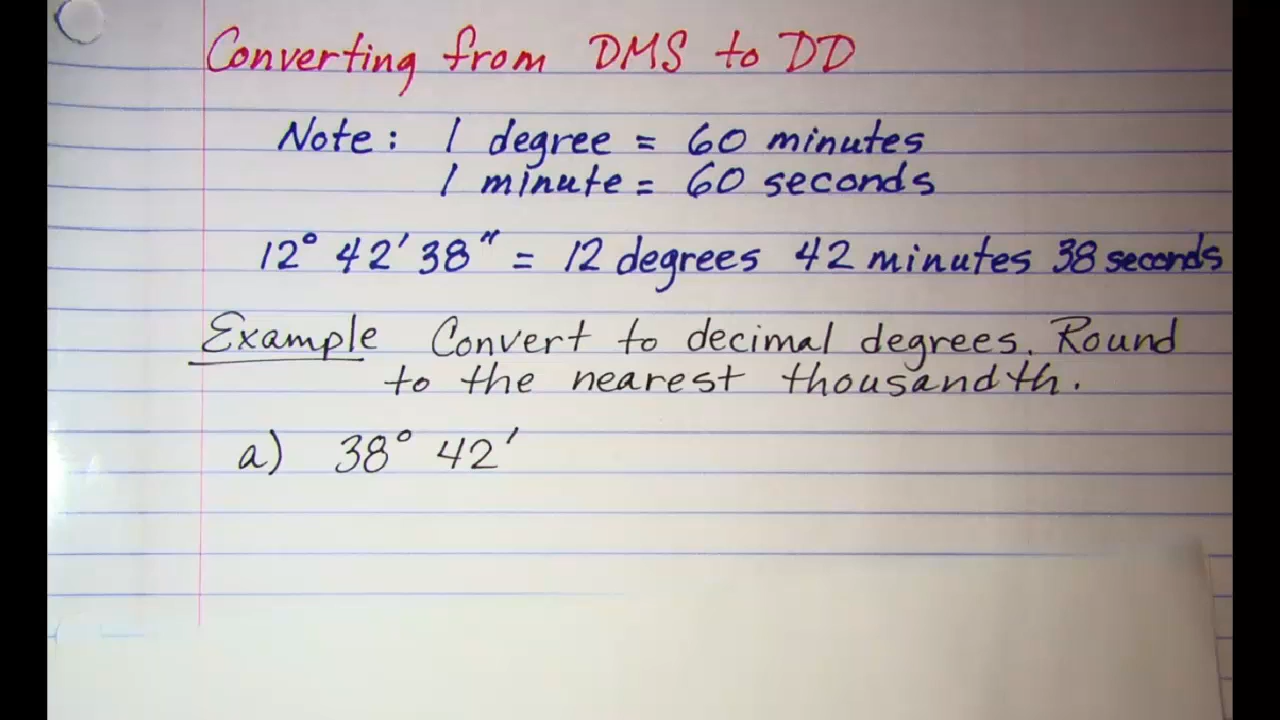 Converting from DMS to DD
Note: 1 degree = 60 minutes
1 minute = 60 seconds
12° 42' 38" = 12 degrees 42 minutes 38 seconds
Example Convert to decimal degrees. Round
to the nearest thousandth.
a) 38° 42'